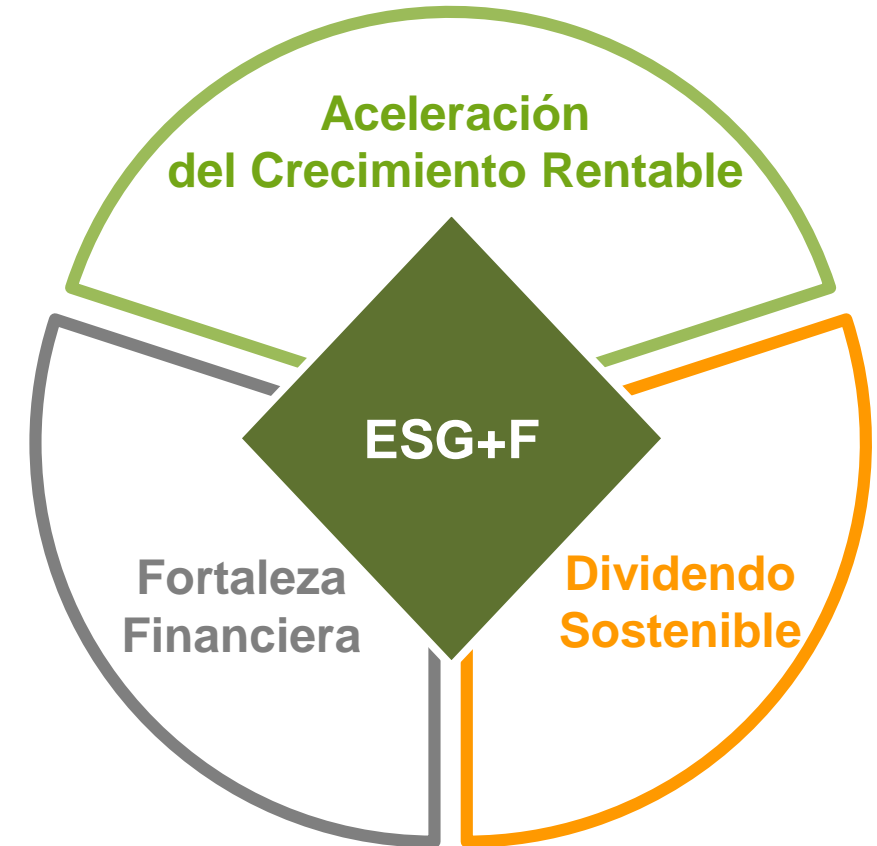 Aceleración
del Crecimiento Rentable
ESG+F
Fortaleza
Financiera
Dividendo
Sostenible